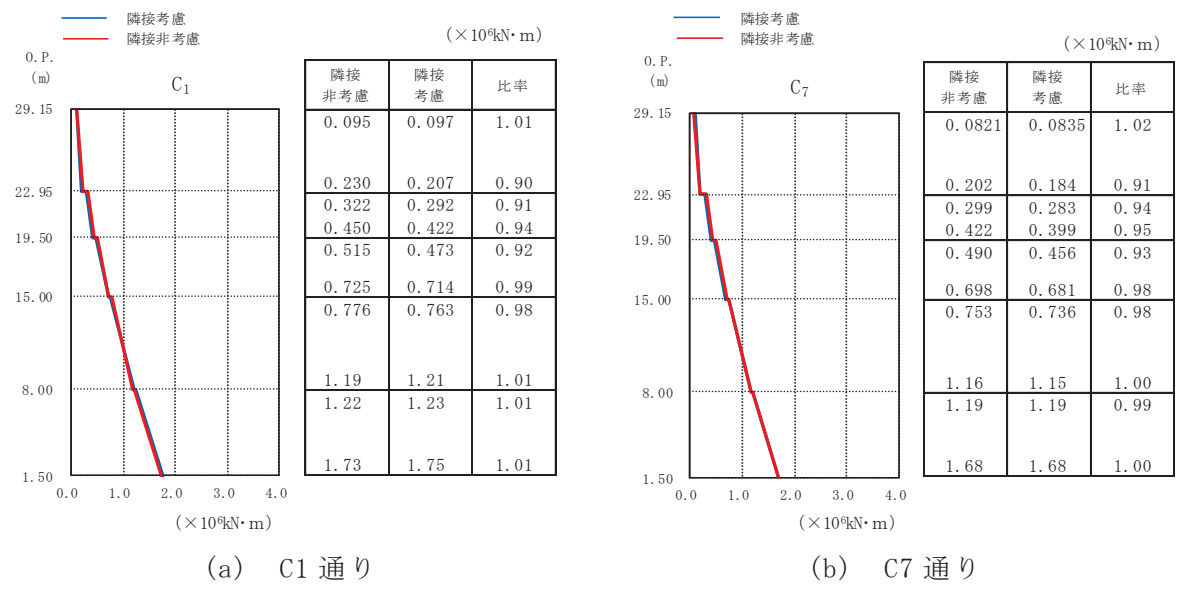 隣接考慮
隣接非考慮
(×10⁶kN・m)
O.P.
(m)
C₁
隣接非考慮 隣接考慮 比率
29.15
0.095 0.097 1.01
0.230 0.207 0.90
22.95
0.322 0.292 0.91
0.450 0.422 0.94
19.50
0.515 0.473 0.92
0.725 0.714 0.99
15.00
0.776 0.763 0.98
1.19 1.21 1.01
8.00
1.22 1.23 1.01
1.73 1.75 1.01
1.50
0.0 1.0 2.0 3.0 4.0
(×10⁶kN・m)
(a) C1 通り
隣接考慮
隣接非考慮
(×10⁶kN・m)
O.P.
(m)
C₇
隣接非考慮 隣接考慮 比率
29.15
0.0821 0.0835 1.02
0.202 0.184 0.91
22.95
0.299 0.283 0.94
0.422 0.399 0.95
19.50
0.490 0.456 0.93
0.698 0.681 0.98
15.00
0.753 0.736 0.98
1.16 1.15 1.00
8.00
1.19 1.19 0.99
1.68 1.68 1.00
1.50
0.0 1.0 2.0 3.0 4.0
(×10⁶kN・m)
(b) C7 通り